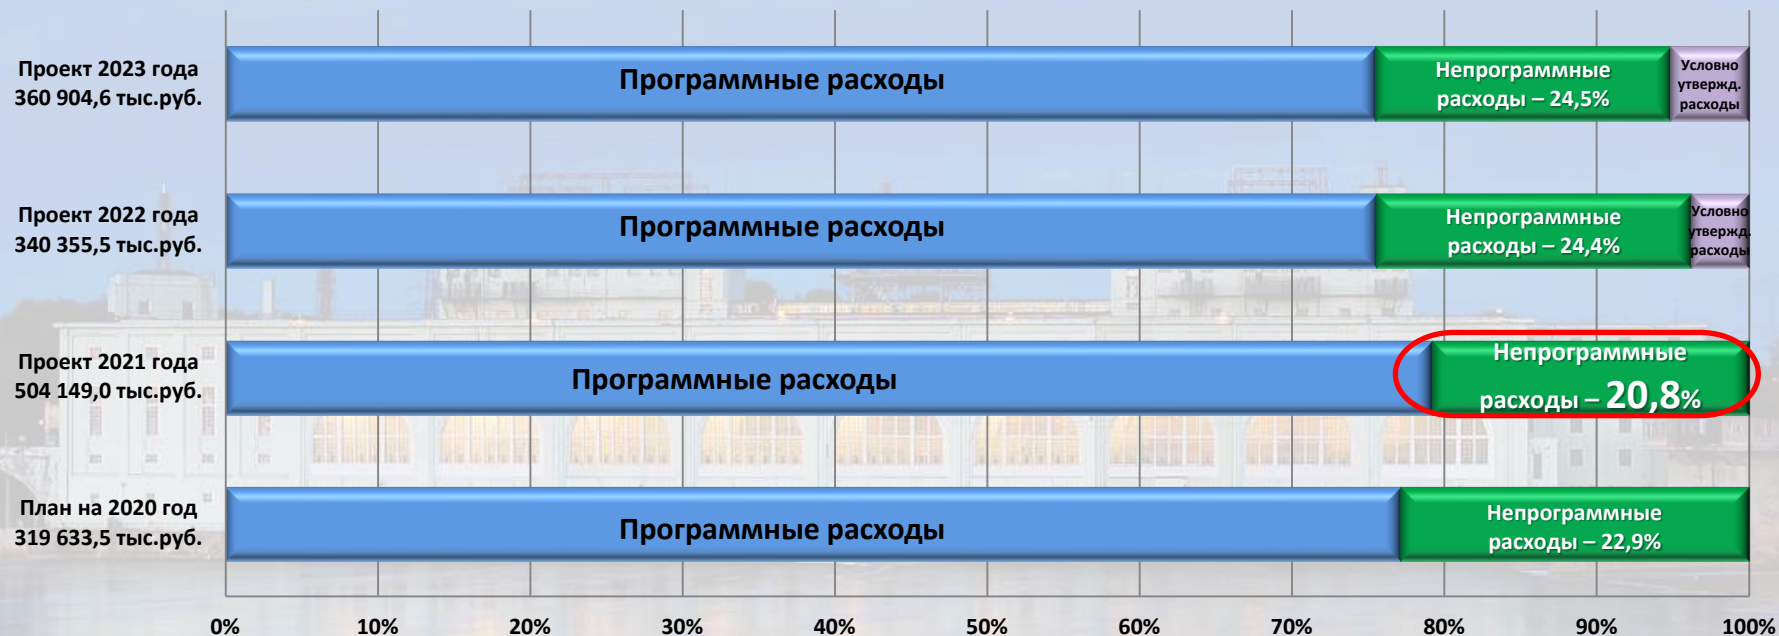 Проект 2023 года
360 904,6 тыс.руб.
Программные расходы
Непрограммные
расходы – 24,5%
Условно
утвержд.
расходы
Проект 2022 года
340 355,5 тыс.руб.
Программные расходы
Непрограммные
расходы – 24,4%
Условно
утвержд.
расходы
Проект 2021 года
504 149,0 тыс.руб.
Программные расходы
Непрограммные
расходы – 20,8%
План на 2020 год
319 633,5 тыс.руб.
Программные расходы
Непрограммные
расходы – 22,9%
0% 10% 20% 30% 40% 50% 60% 70% 80% 90% 100%